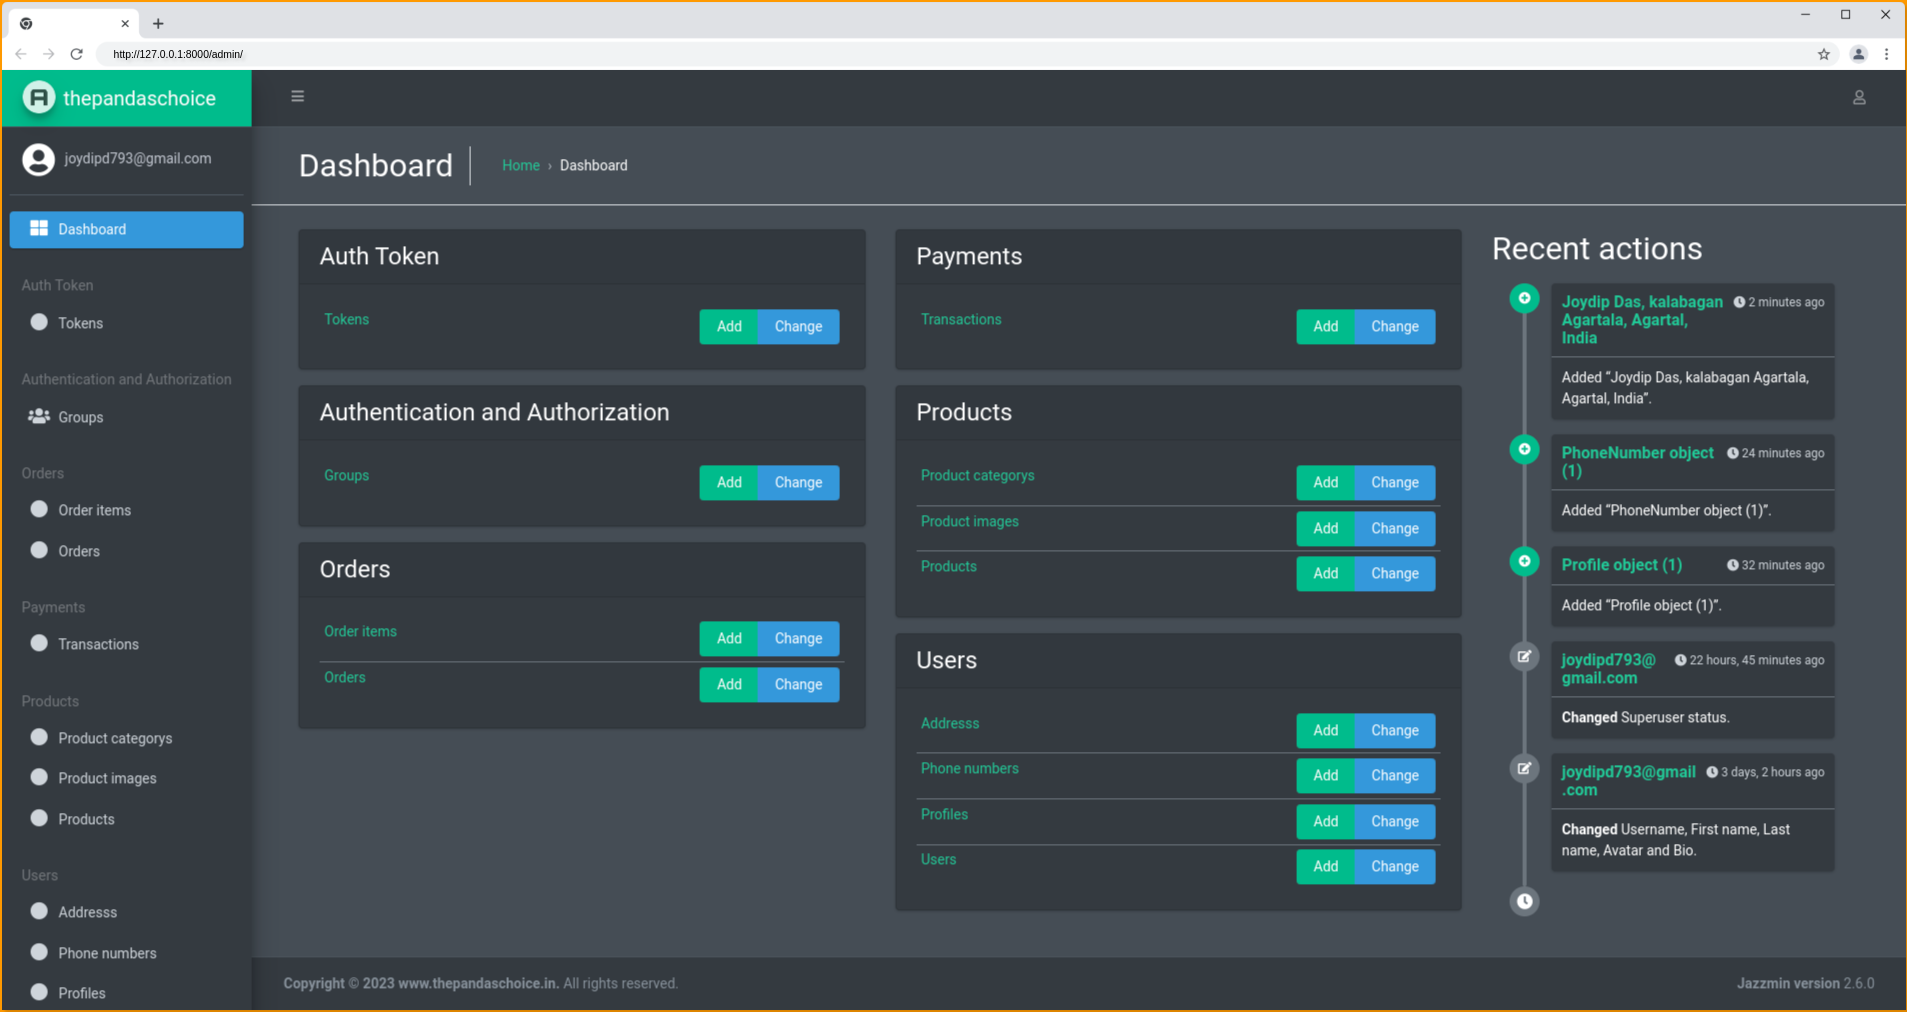 http://127.0.0.1:8000/admin/
thepandaschoice
joydipd793@gmail.com
Dashboard
Auth Token
Tokens
Authentication and Authorization
Groups
Orders
Order items
Orders
Payments
Transactions
Products
Product categorys
Product images
Products
Users
Addresss
Phone numbers
Profiles
Dashboard
Home › Dashboard
Auth Token
Tokens Add Change
Authentication and Authorization
Groups Add Change
Orders
Order items Add Change
Orders Add Change
Payments
Transactions Add Change
Products
Product categorys Add Change
Product images Add Change
Products Add Change
Users
Addresss Add Change
Phone numbers Add Change
Profiles Add Change
Users Add Change
Recent actions
Joydip Das, kalabagan 2 minutes ago
Agartala, Agartal,
India
Added “Joydip Das, kalabagan Agartala,
Agartal, India”.
PhoneNumber object 24 minutes ago
(1)
Added “PhoneNumber object (1)”.
Profile object (1) 32 minutes ago
Added “Profile object (1)”.
joydipd793@ 22 hours, 45 minutes ago
gmail.com
Changed Superuser status.
joydipd793@gmail 3 days, 2 hours ago
.com
Changed Username, First name, Last
name, Avatar and Bio.
Copyright © 2023 www.thepandaschoice.in. All rights reserved.
Jazzmin version 2.6.0